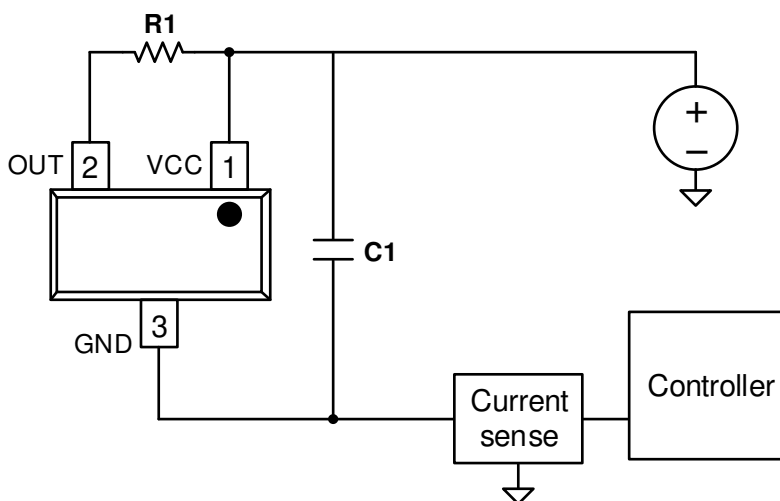 R1
OUT
2
VCC
1
+
−
C1
3
GND
Current
sense
Controller